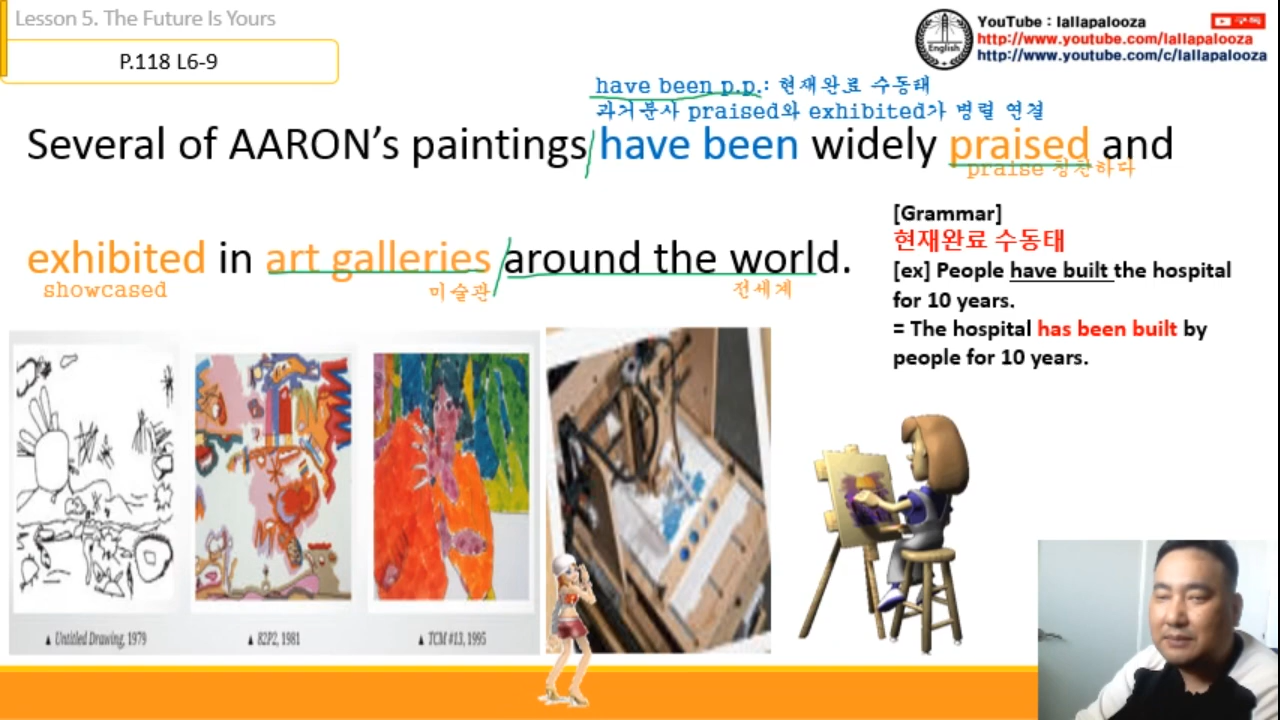 Lesson 5. The Future Is Yours
P.118 L6-9
English
YouTube : lallapalooza
구독
http://www.youtube.com/lallapalooza
http://www.youtube.com/c/lallapalooza
have been p.p.: 현재완료 수동태
과거분사 praised와 exhibited가 병렬 연결
Several of AARON’s paintings have been widely praised and
praise 칭찬하다
exhibited in art galleries around the world.
showcased
미술관
전세계
[Grammar]
현재완료 수동태
[ex] People have built the hospital
for 10 years.
= The hospital has been built by
people for 10 years.
▲ Untitled Drawing, 1979
▲ 82P2, 1981
▲ TCM #13, 1995